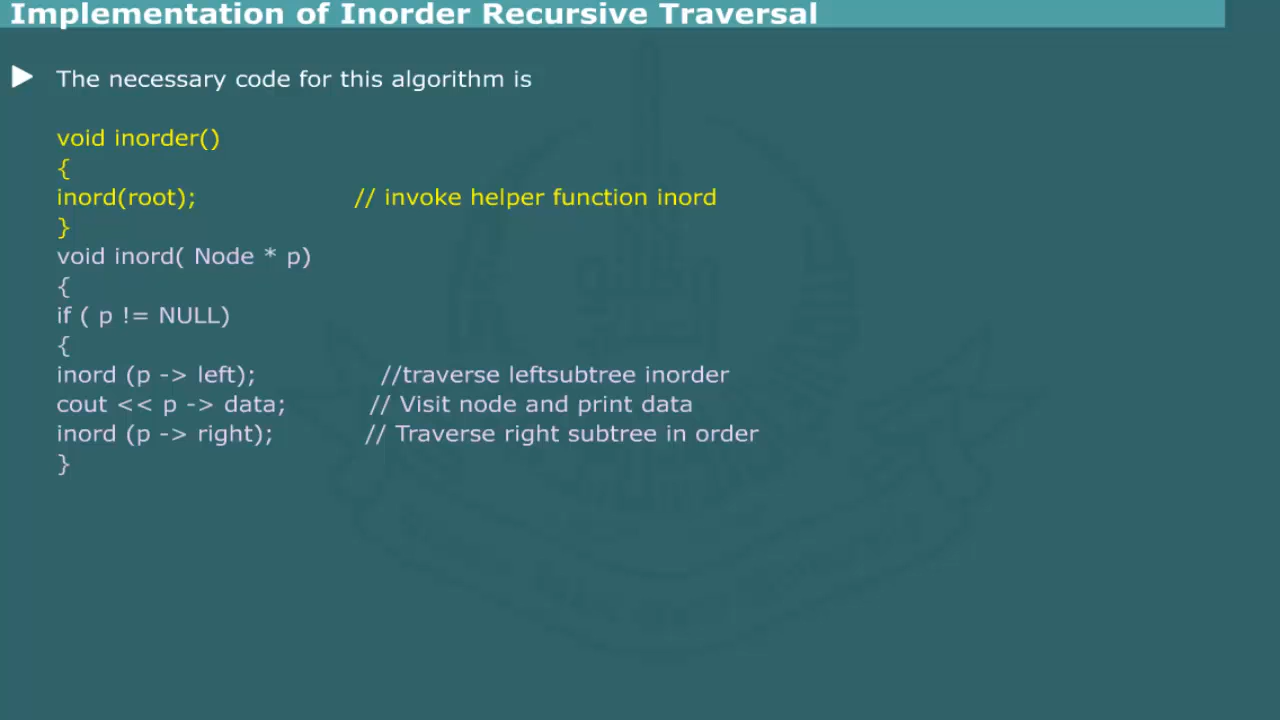 Implementation of Inorder Recursive Traversal
The necessary code for this algorithm is
void inorder()
{
inord(root); // invoke helper function inord
}
void inord( Node * p)
{
if ( p != NULL)
{
inord (p -> left); //traverse leftsubtree inorder
cout << p -> data; // Visit node and print data
inord (p -> right); // Traverse right subtree in order
}